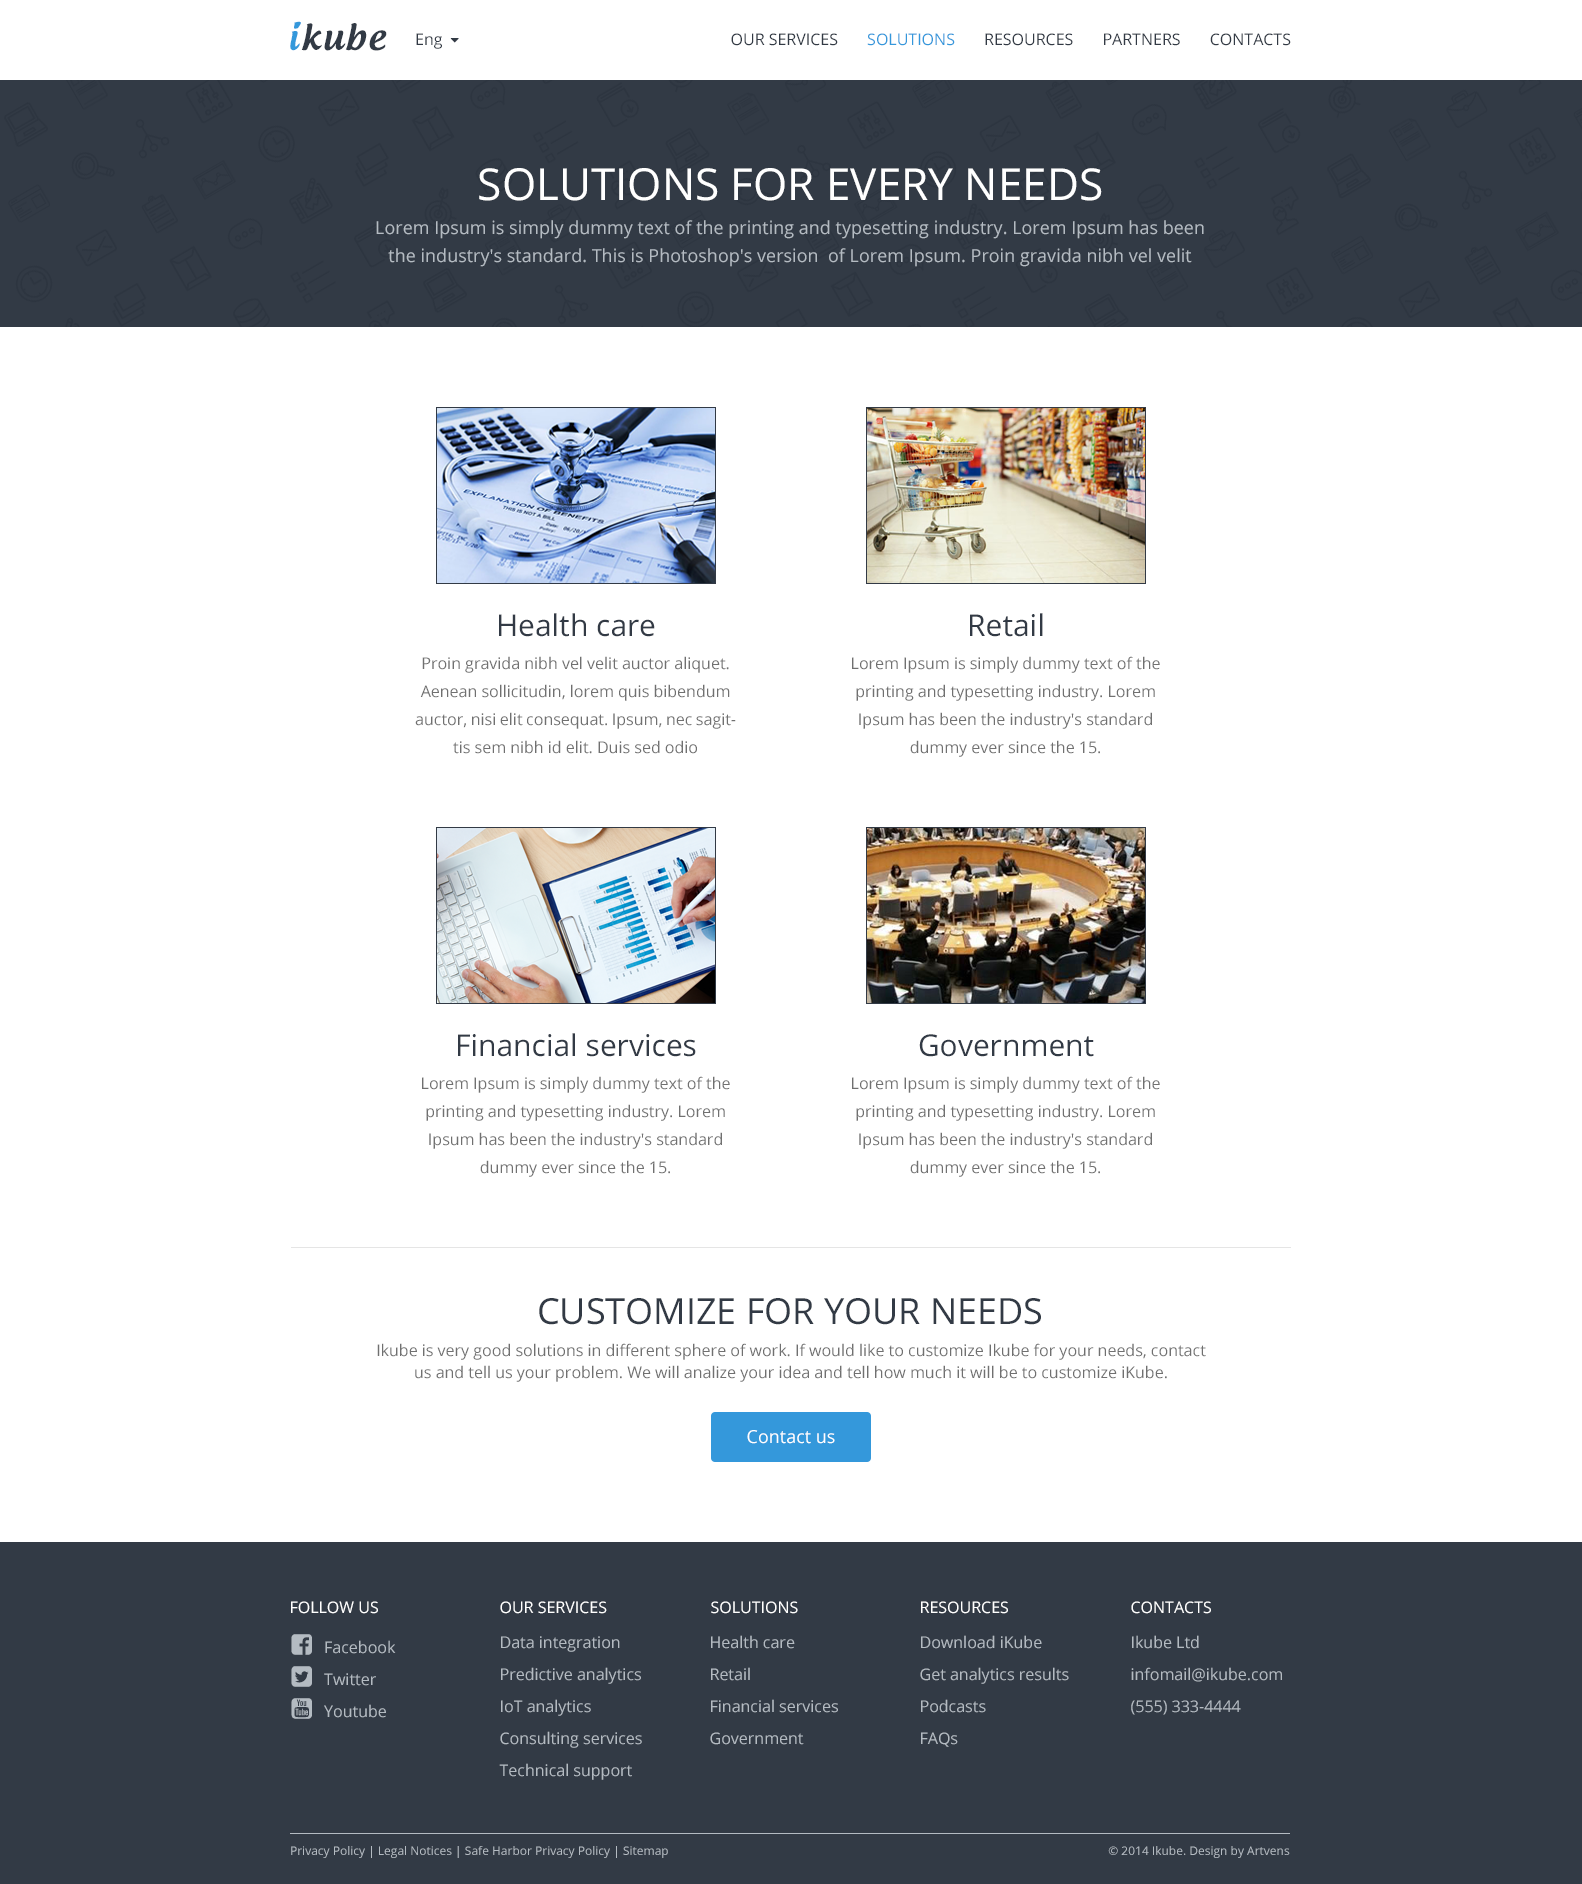 ikube
Eng
OUR SERVICES SOLUTIONS RESOURCES PARTNERS CONTACTS
SOLUTIONS FOR EVERY NEEDS
Lorem Ipsum is simply dummy text of the printing and typesetting industry. Lorem Ipsum has been
the industry's standard. This is Photoshop's version of Lorem Ipsum. Proin gravida nibh vel velit
EXPLANATION OF BENEFITS
THIS IS NOT A BILL
Customer Service Department
Health care
Proin gravida nibh vel velit auctor aliquet.
Aenean sollicitudin, lorem quis bibendum
auctor, nisi elit consequat. Ipsum, nec sagit-
tis sem nibh id elit. Duis sed odio
Retail
Lorem Ipsum is simply dummy text of the
printing and typesetting industry. Lorem
Ipsum has been the industry's standard
dummy ever since the 15.
Financial services
Lorem Ipsum is simply dummy text of the
printing and typesetting industry. Lorem
Ipsum has been the industry's standard
dummy ever since the 15.
Government
Lorem Ipsum is simply dummy text of the
printing and typesetting industry. Lorem
Ipsum has been the industry's standard
dummy ever since the 15.
CUSTOMIZE FOR YOUR NEEDS
Ikube is very good solutions in different sphere of work. If would like to customize Ikube for your needs, contact
us and tell us your problem. We will analize your idea and tell how much it will be to customize iKube.
Contact us
FOLLOW US
Facebook
Twitter
You
Tube
Youtube
OUR SERVICES
Data integration
Predictive analytics
IoT analytics
Consulting services
Technical support
SOLUTIONS
Health care
Retail
Financial services
Government
RESOURCES
Download iKube
Get analytics results
Podcasts
FAQs
CONTACTS
Ikube Ltd
infomail@ikube.com
(555) 333-4444
Privacy Policy | Legal Notices | Safe Harbor Privacy Policy | Sitemap
© 2014 Ikube. Design by Artvens